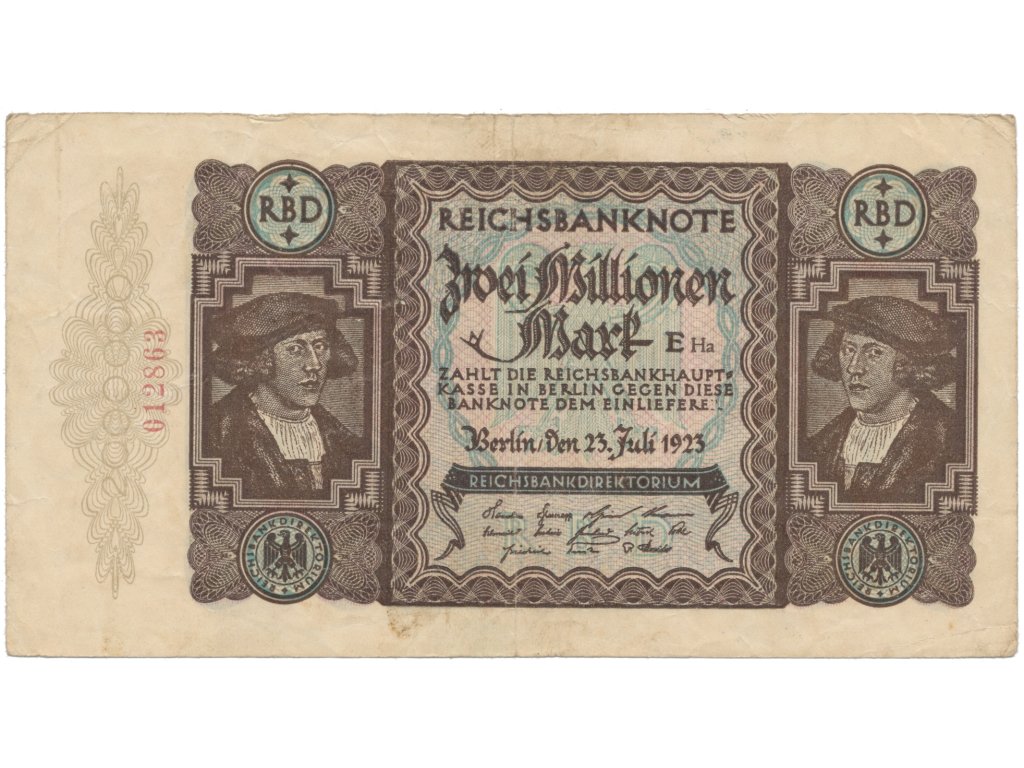 RBD
RBD
REICHSBANKNOTE
Zwei Millionen
Mark E Ha
ZAHLT DIE REICHSBANKHAUPT=
KASSE IN BERLIN GEGEN DIESE
BANKNOTE DEM EINLIEFERER
Berlin/den 23. Juli 1923
REICHSBANKDIREKTORIUM
012863
REICHSBANKDIREKTORIUM
REICHSBANKDIREKTORIUM